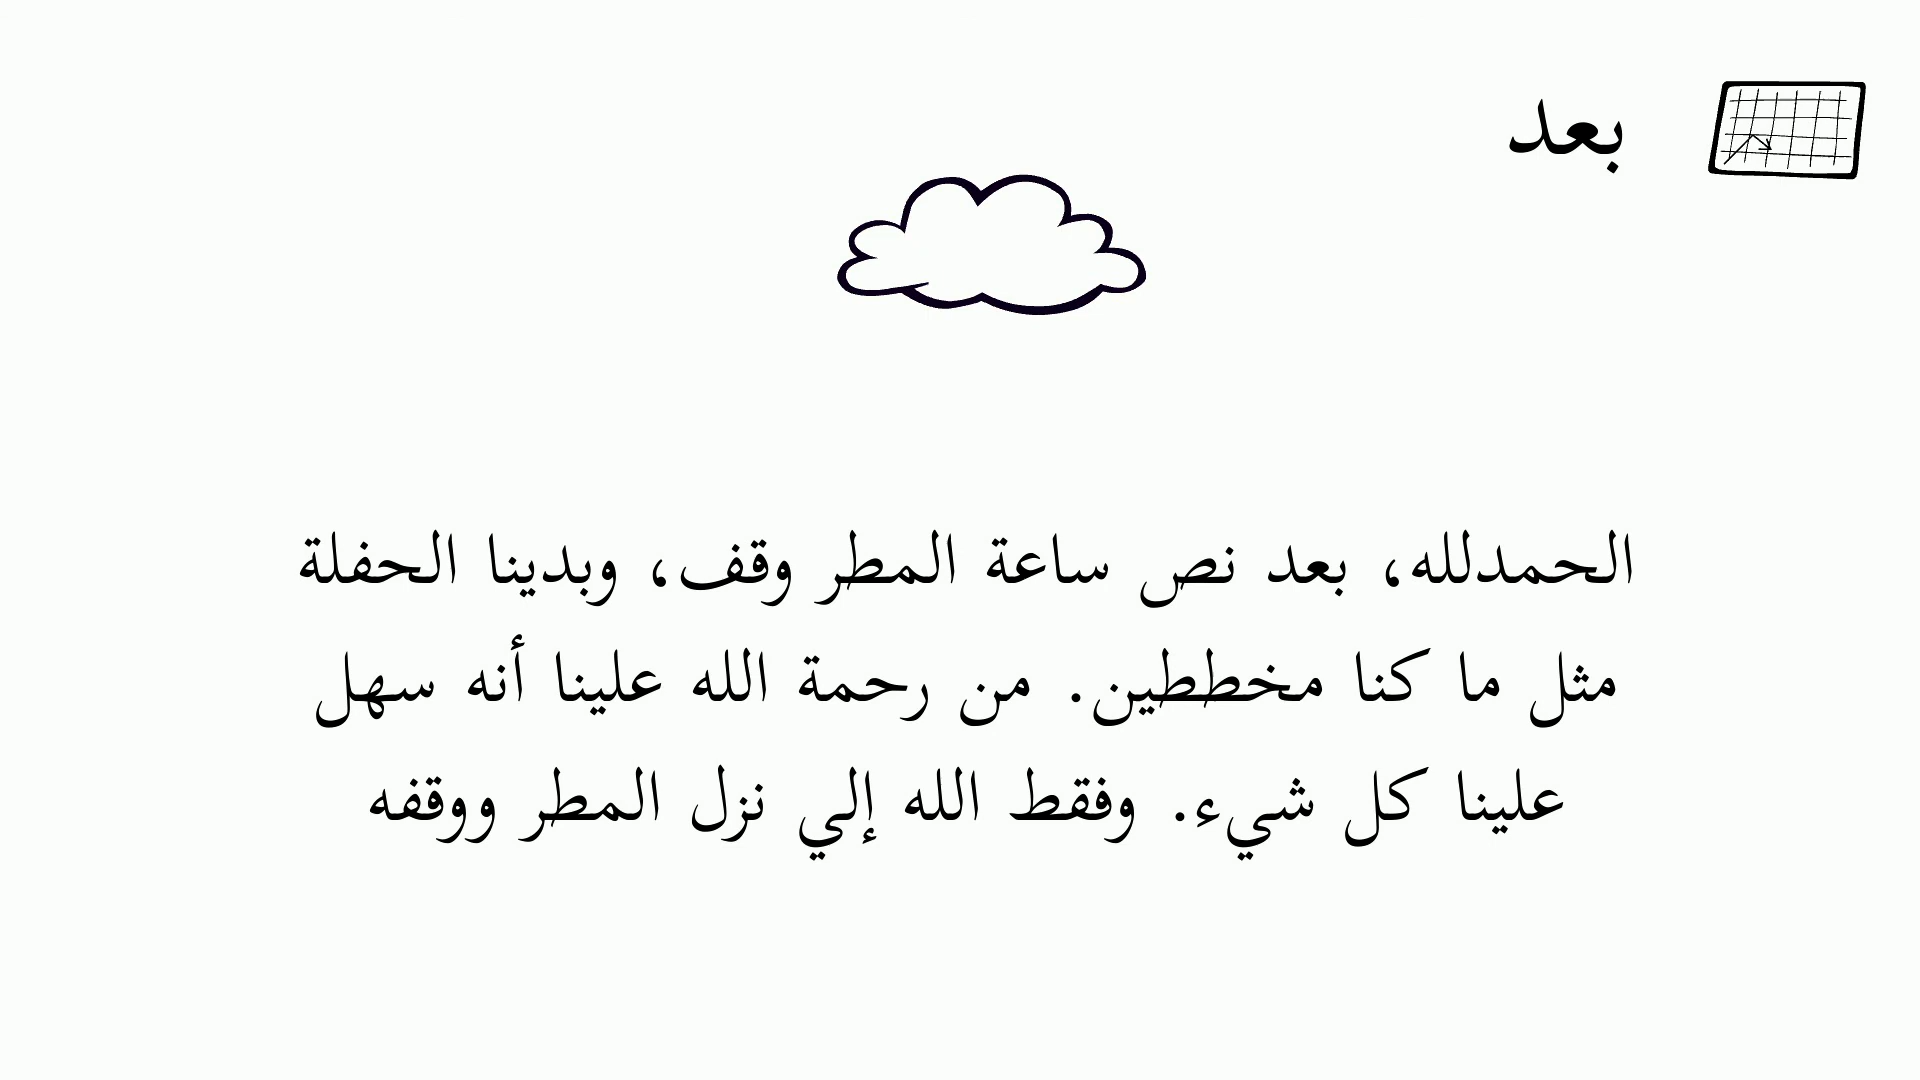 بعد
الحمدلله، بعد نص ساعة المطر وقف، وبدينا الحفلة
مثل ما كنا مخططين. من رحمة الله علينا أنه سهل
علينا كل شيء. وفقط الله إلي نزل المطر ووقفه